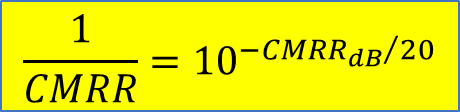 1/CMRR = 10^(-CMRR_dB/20)